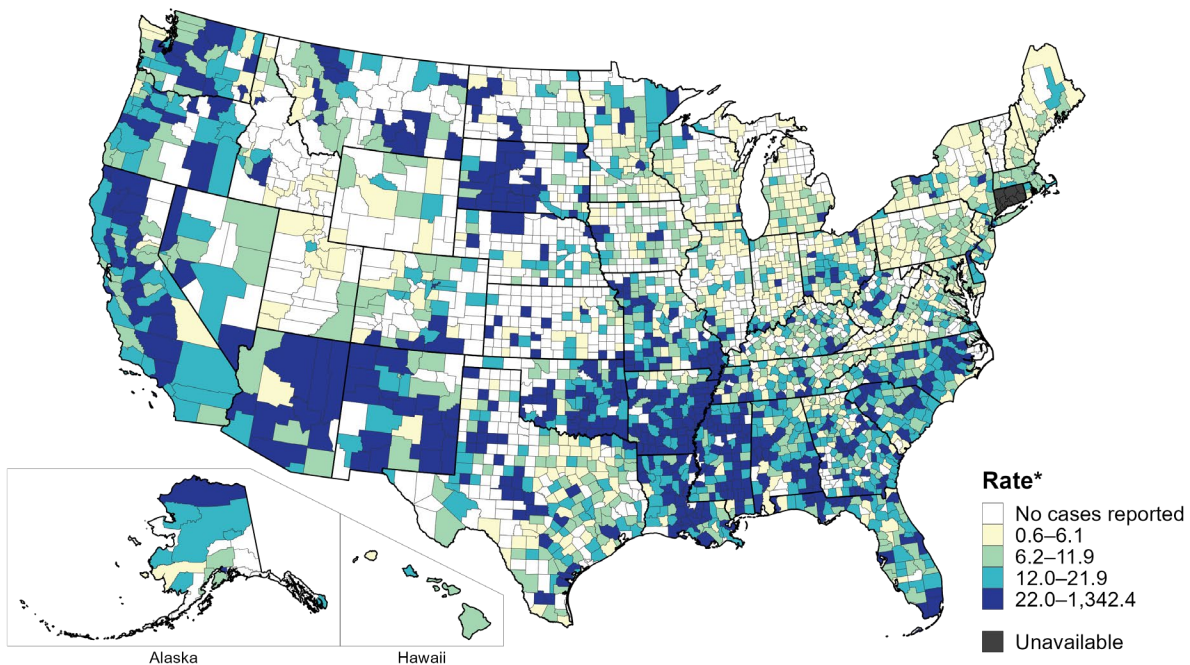 Rate*
No cases reported
0.6–6.1
6.2–11.9
12.0–21.9
22.0–1,342.4
Unavailable
Alaska
Hawaii